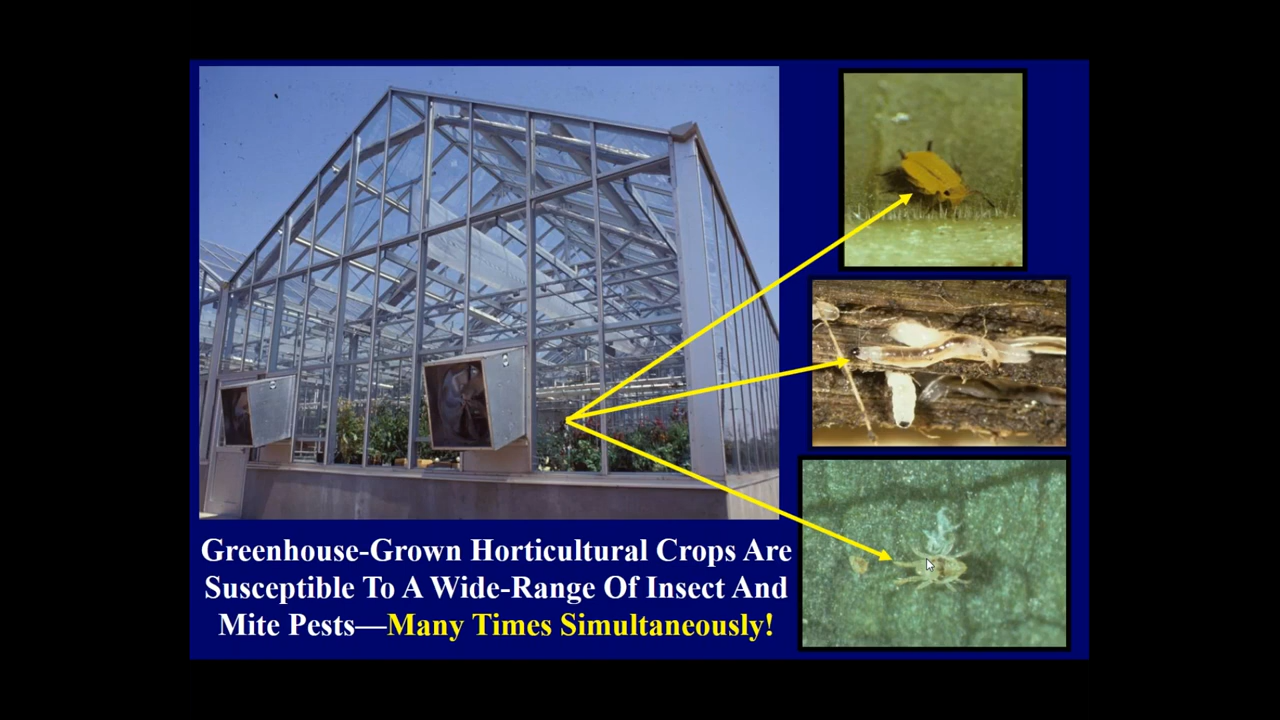 Greenhouse-Grown Horticultural Crops Are
Susceptible To A Wide-Range Of Insect And
Mite Pests—Many Times Simultaneously!